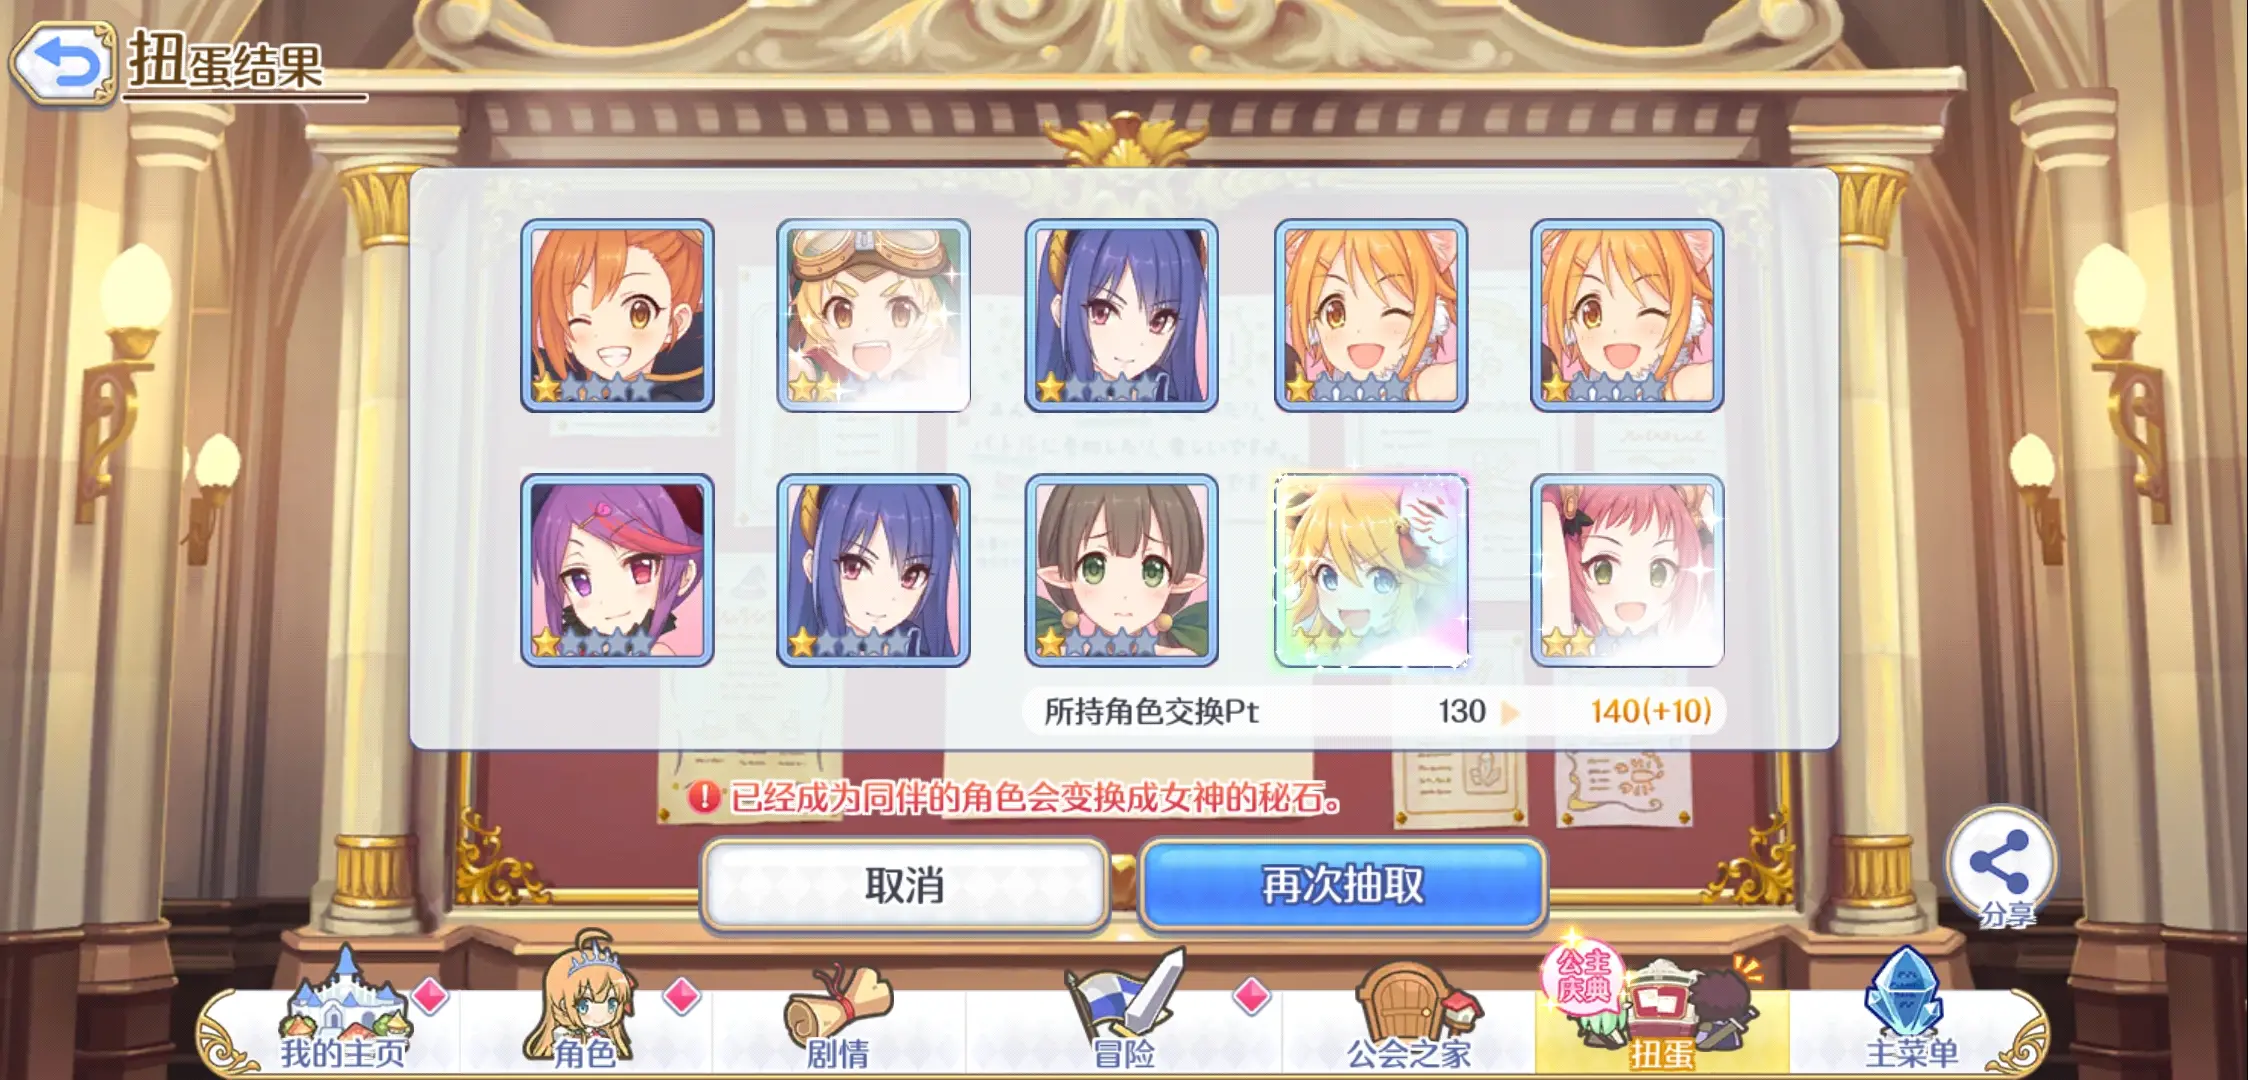 扭蛋结果
所持角色交换Pt 130 140(+10)
已经成为同伴的角色会变换成女神的秘石。
取消
再次抽取
分享
公主
庆典
我的主页
角色
剧情
冒险
公会之家
扭蛋
主菜单